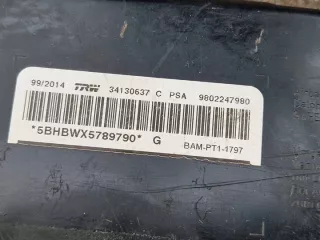 99/2014 TRW 34130637 C PSA 9802247980
*5BHBWX5789790* G
BAM-PT1-1797